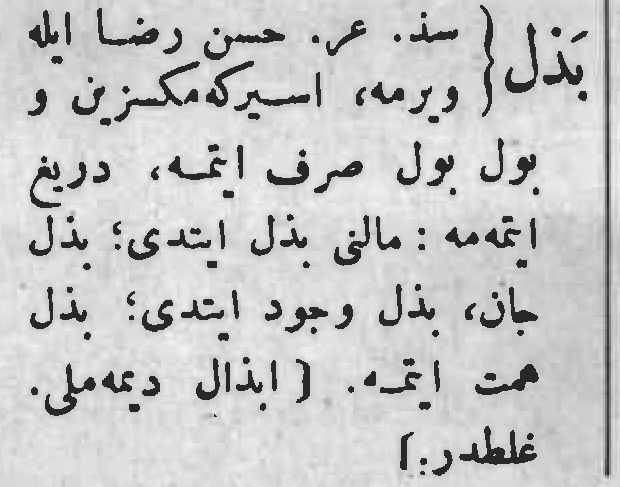 بَذل { سذ. عر. حسن رضا ایله
ویرمه، اسیرکه‌مکسزین و
بول بول صرف ایتمه، دریغ
ایتمه‌مه : مالنی بذل ایتدی؛ بذل
جان، بذل وجود ایتدی؛ بذل
همت ایتمه. [ ابذال دیمه‌ملی.
غلطدر.]